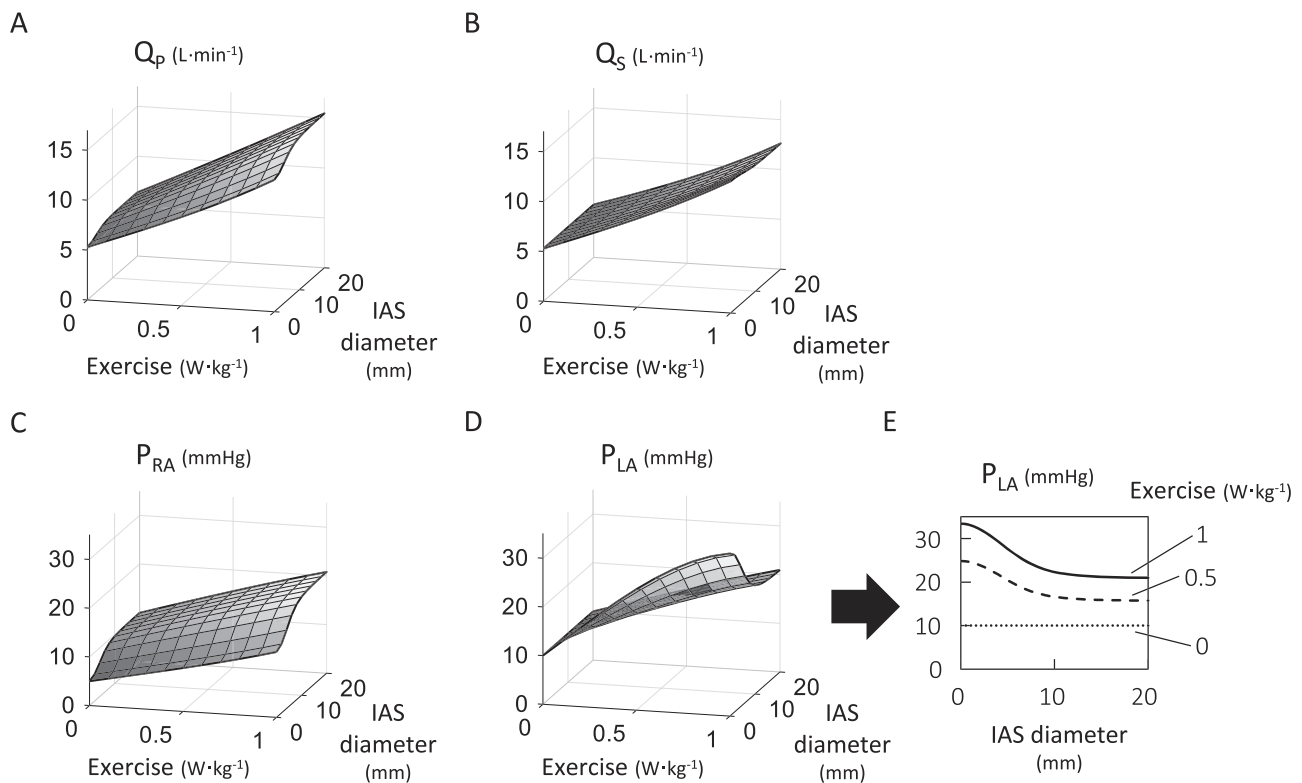 A
Q_P (L·min⁻¹)
15
10
5
0
0
0.5
1
0
10
20
Exercise (W·kg⁻¹)
IAS
diameter
(mm)
B
Q_S (L·min⁻¹)
15
10
5
0
0
0.5
1
0
10
20
Exercise (W·kg⁻¹)
IAS
diameter
(mm)
C
P_RA (mmHg)
30
20
10
0
0
0.5
1
0
10
20
Exercise (W·kg⁻¹)
IAS
diameter
(mm)
D
P_LA (mmHg)
30
20
10
0
0
0.5
1
0
10
20
Exercise (W·kg⁻¹)
IAS
diameter
(mm)
E
P_LA (mmHg)
Exercise (W·kg⁻¹)
30
20
10
0
1
0.5
0
0
10
20
IAS diameter
(mm)